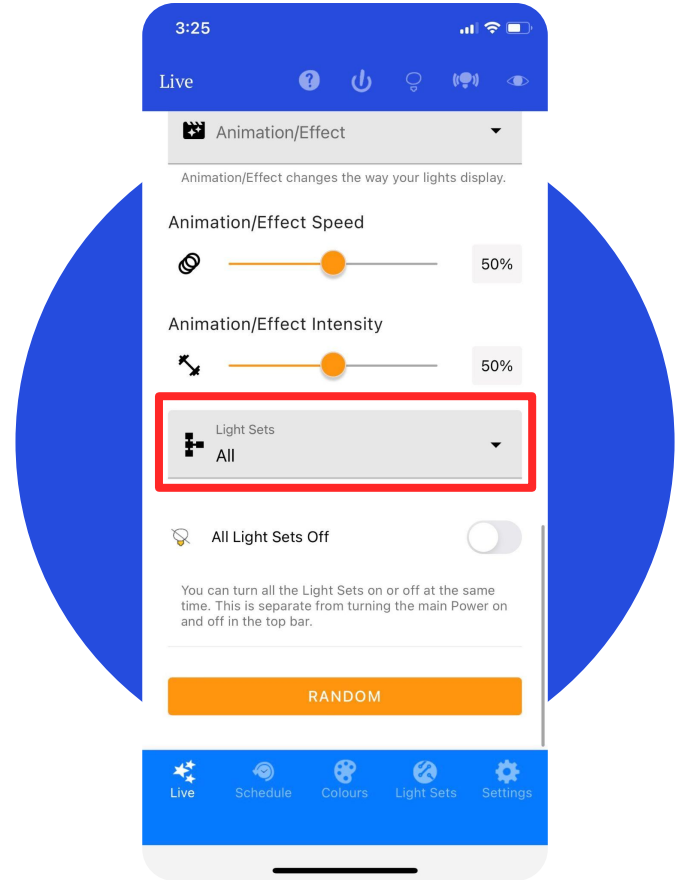 3:25
Live
Animation/Effect
Animation/Effect changes the way your lights display.
Animation/Effect Speed
50%
Animation/Effect Intensity
50%
Light Sets
All
All Light Sets Off
You can turn all the Light Sets on or off at the same
time. This is separate from turning the main Power on
and off in the top bar.
RANDOM
Live Schedule Colours Light Sets Settings